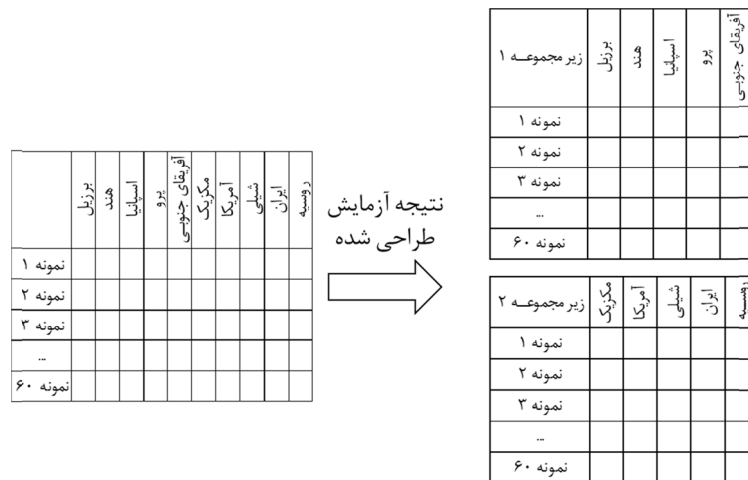 برزیل
هند
اسپانیا
پرو
آفریقای جنوبی
مکزیک
آمریکا
شیلی
ایران
روسیه
نمونه ۱
نمونه ۲
نمونه ۳
...
نمونه ۶۰
نتیجه آزمایش
طراحی شده
زیر مجموعه ۱
برزیل
هند
اسپانیا
پرو
آفریقای جنوبی
نمونه ۱
نمونه ۲
نمونه ۳
...
نمونه ۶۰
زیر مجموعه ۲
مکزیک
آمریکا
شیلی
ایران
روسیه
نمونه ۱
نمونه ۲
نمونه ۳
...
نمونه ۶۰